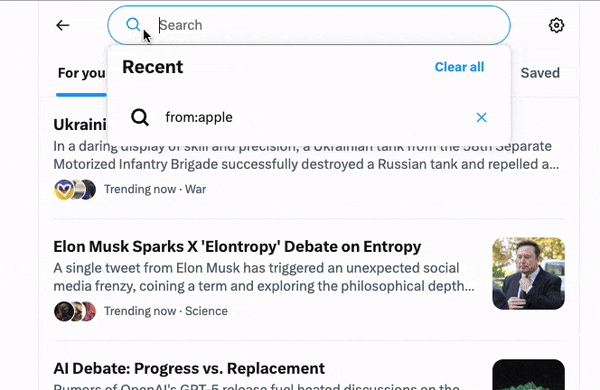 Search
Recent
Clear all
For you
Saved
from:apple
Ukraini
In a daring display of skill and precision, a Ukrainian tank from the 58th Separate
Motorized Infantry Brigade successfully destroyed a Russian tank and repelled a...
Trending now · War
Elon Musk Sparks X 'Elontropy' Debate on Entropy
A single tweet from Elon Musk has triggered an unexpected social
media frenzy, coining a term and exploring the philosophical depth...
Trending now · Science
AI Debate: Progress vs. Replacement
Rumors of OpenAI's GPT-5 release fuel heated discussions on the